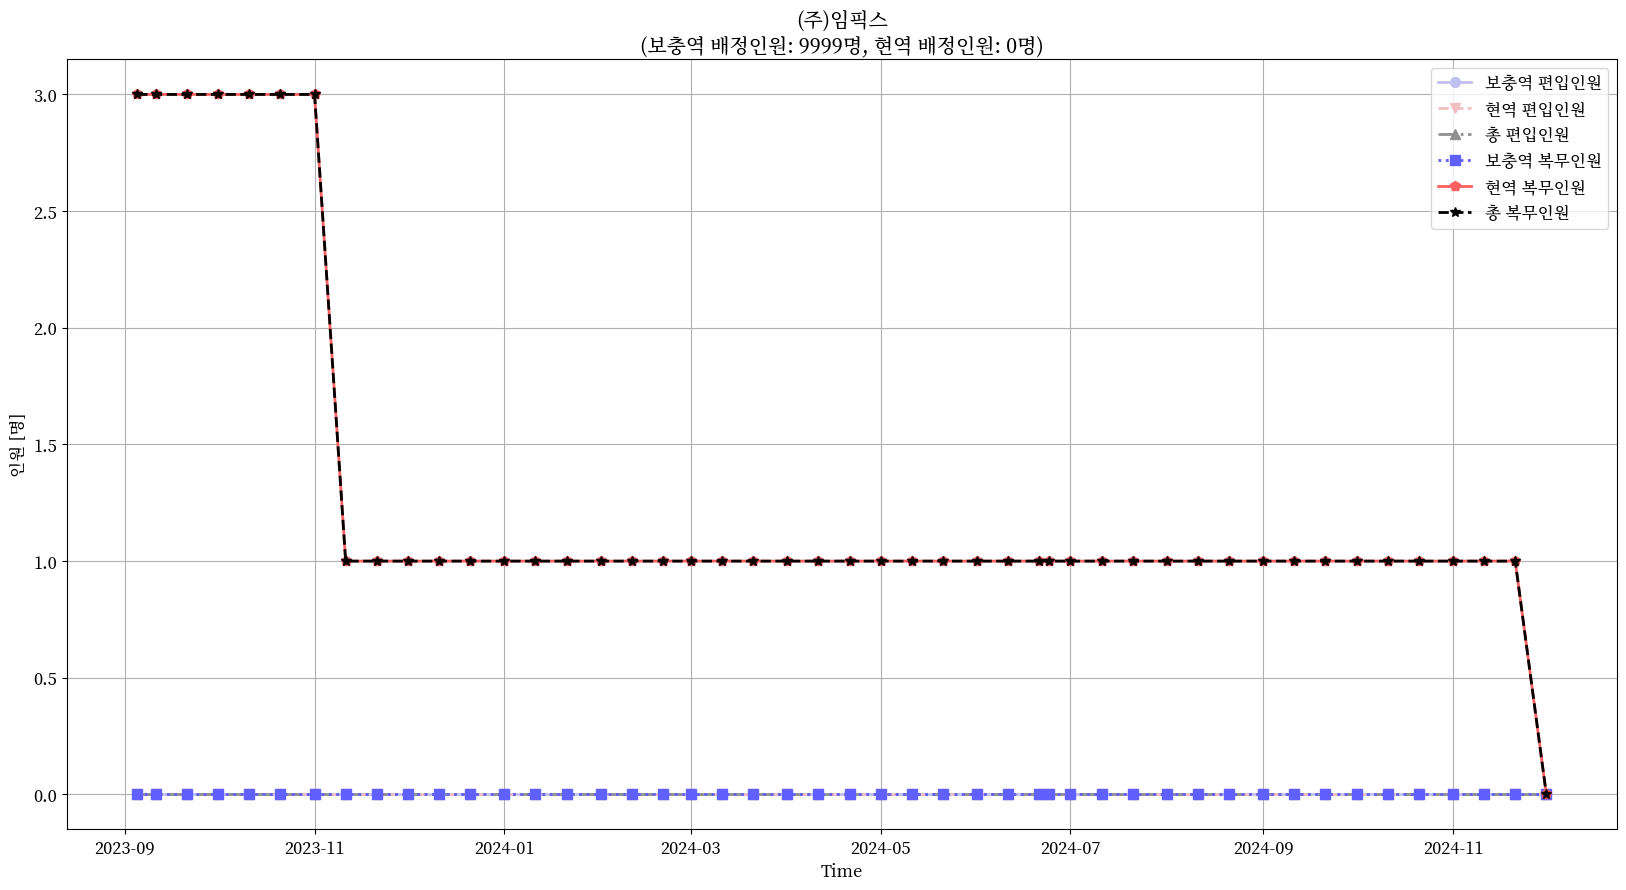 (주)임픽스
(보충역 배정인원: 9999명, 현역 배정인원: 0명)
보충역 편입인원
현역 편입인원
총 편입인원
보충역 복무인원
현역 복무인원
총 복무인원
인원 [명]
3.0
2.5
2.0
1.5
1.0
0.5
0.0
2023-09
2023-11
2024-01
2024-03
2024-05
2024-07
2024-09
2024-11
Time